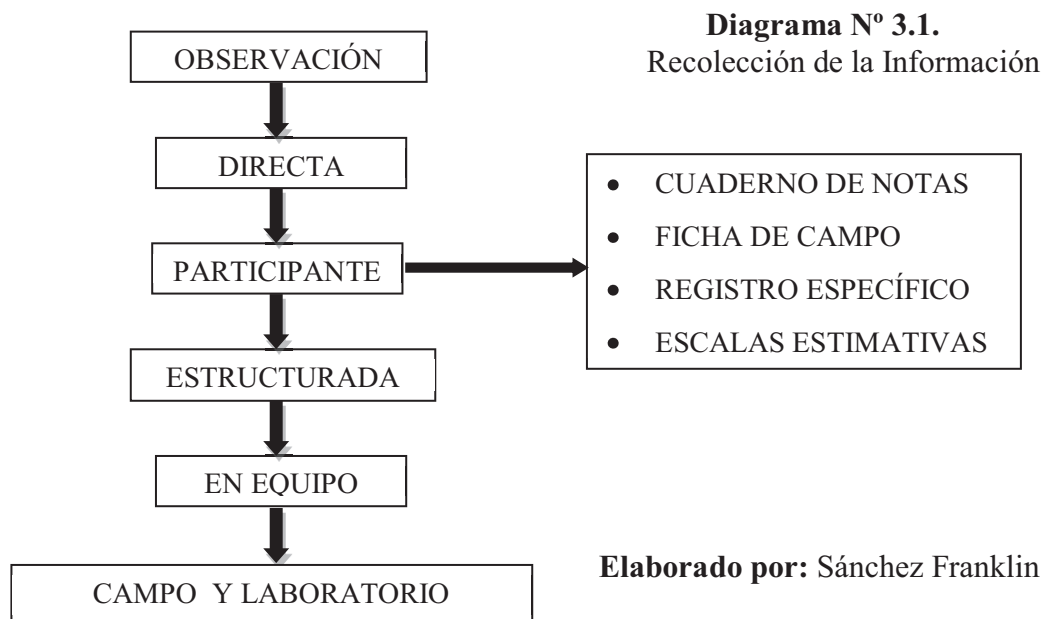 Diagrama Nº 3.1.
Recolección de la Información
OBSERVACIÓN
DIRECTA
PARTICIPANTE
• CUADERNO DE NOTAS
• FICHA DE CAMPO
• REGISTRO ESPECÍFICO
• ESCALAS ESTIMATIVAS
ESTRUCTURADA
EN EQUIPO
CAMPO Y LABORATORIO
Elaborado por: Sánchez Franklin